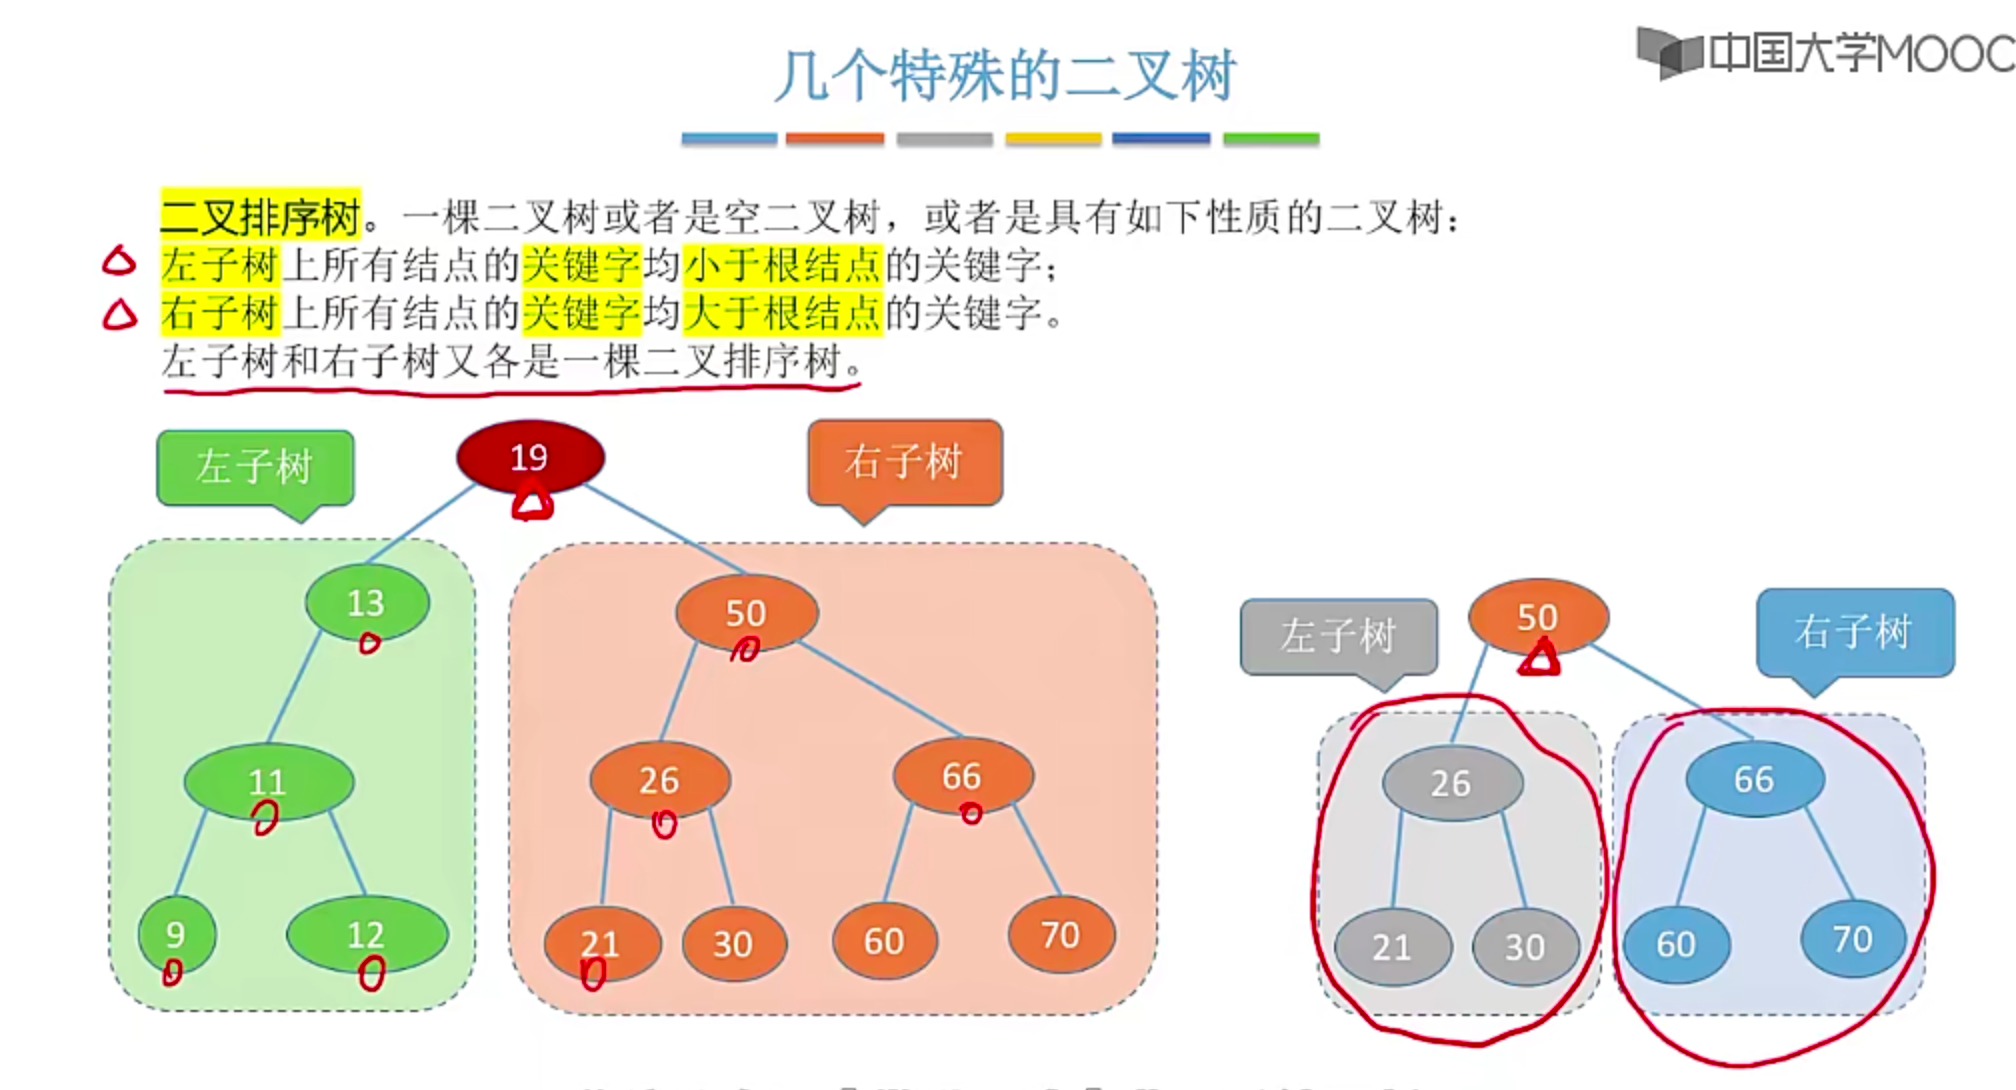 中国大学MOOC
几个特殊的二叉树
二叉排序树。一棵二叉树或者是空二叉树，或者是具有如下性质的二叉树：
左子树上所有结点的关键字均小于根结点的关键字；
右子树上所有结点的关键字均大于根结点的关键字。
左子树和右子树又各是一棵二叉排序树。
左子树
19
右子树
13
50
11
26
66
9
12
21
30
60
70
左子树
50
右子树
26
66
21
30
60
70